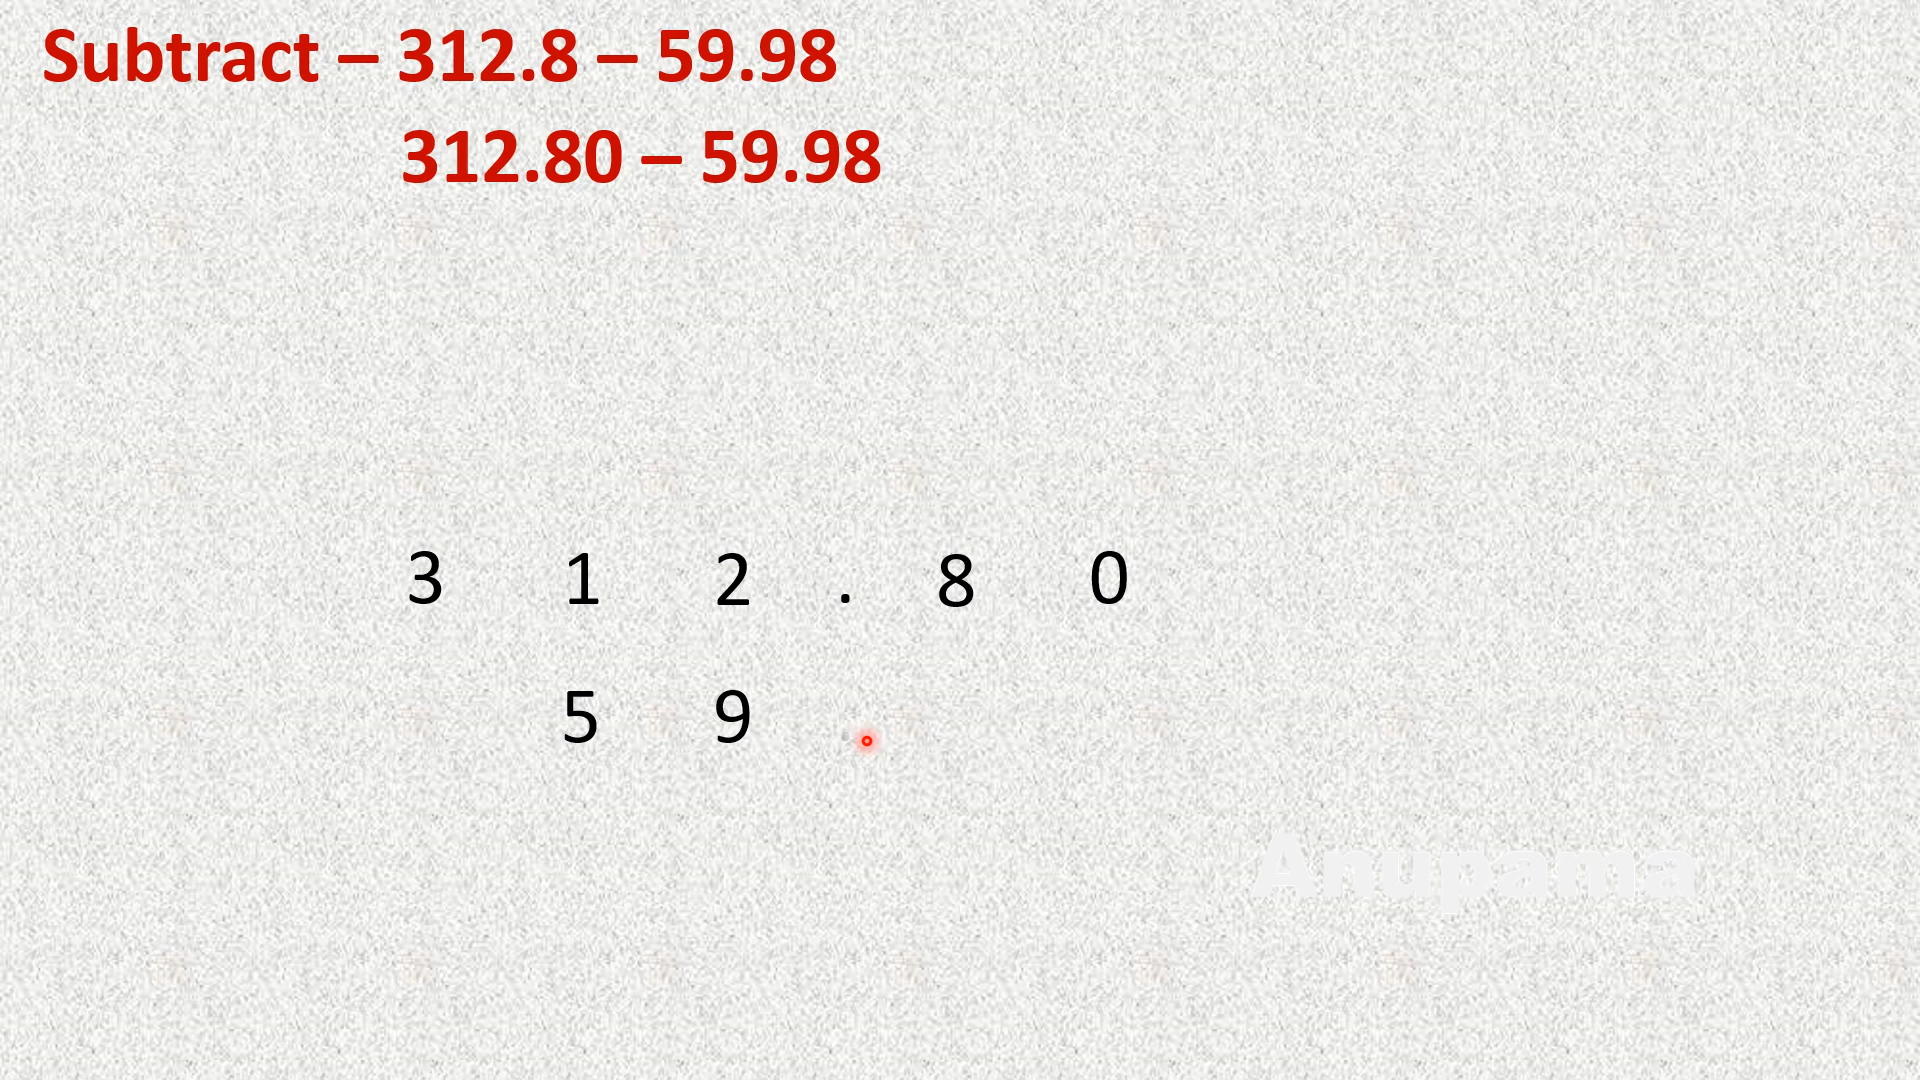 Subtract – 312.8 – 59.98
312.80 – 59.98
3 1 2 . 8 0
5 9 .
Anupama